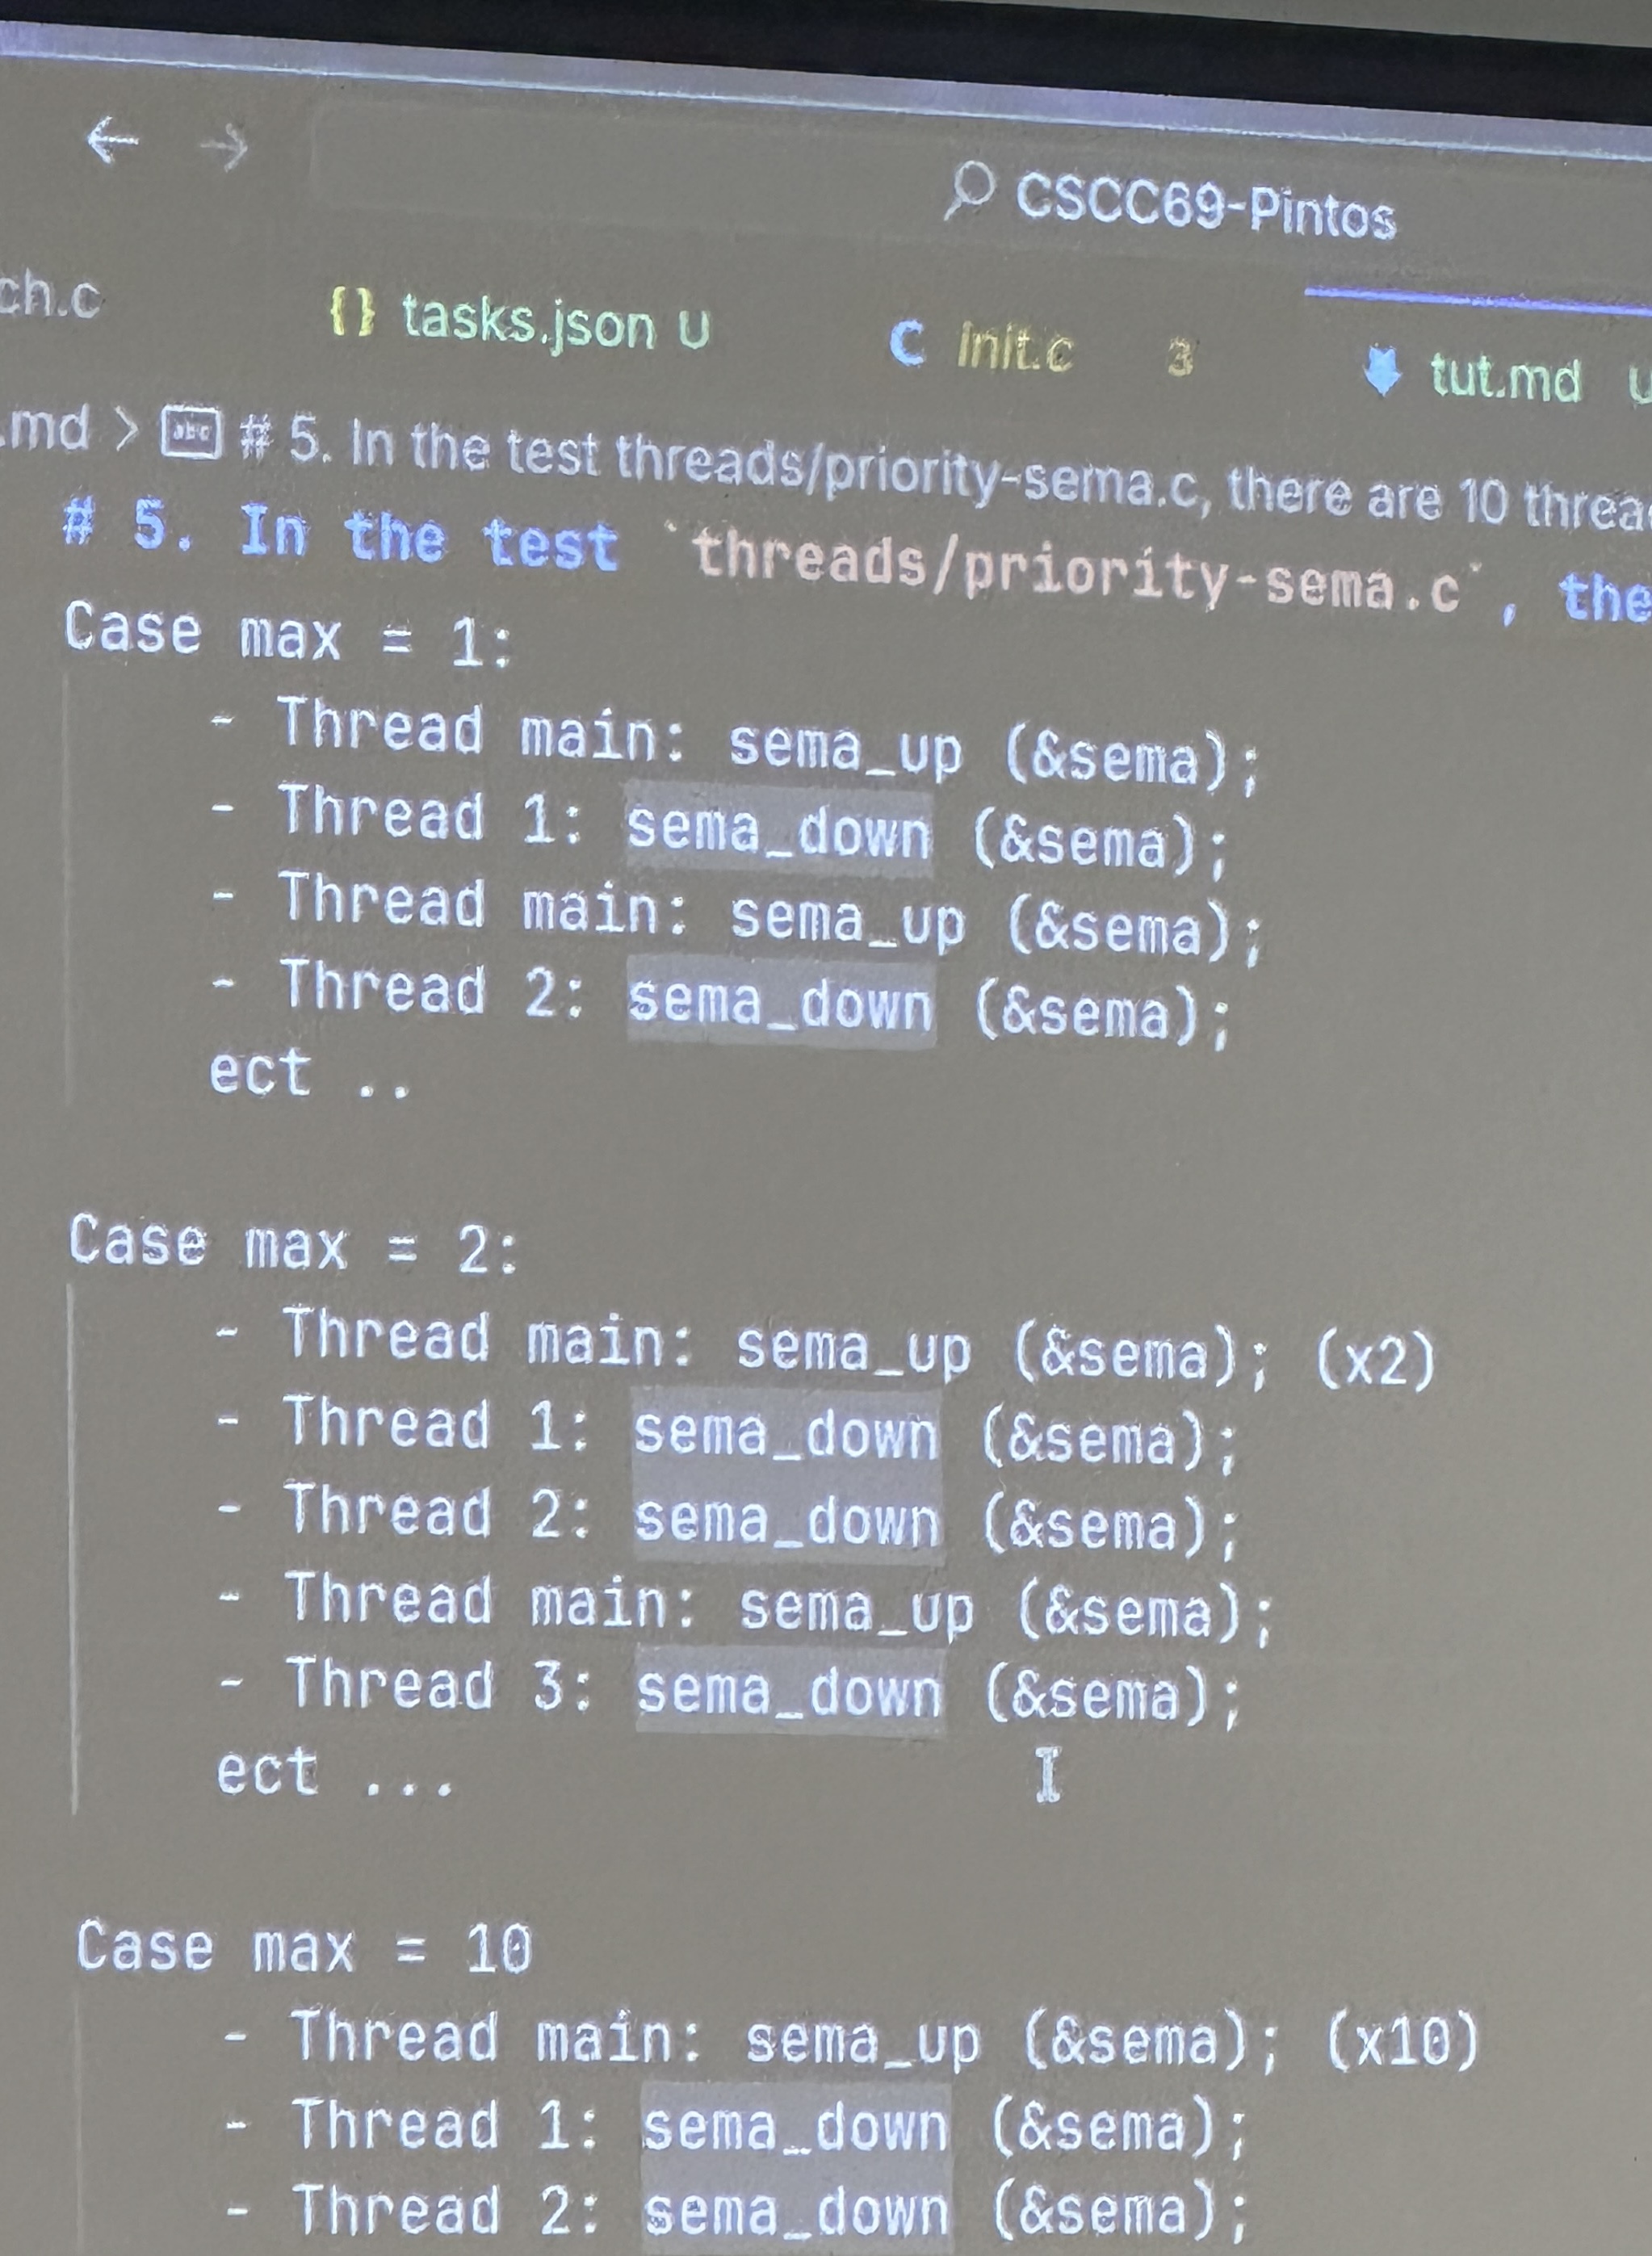 ← → CSCC69-Pintos
ch.c {} tasks.json U C init.c 3 tut.md U
.md > abc # 5. In the test threads/priority-sema.c, there are 10 threa
# 5. In the test `threads/priority-sema.c`, the
Case max = 1:
- Thread main: sema_up (&sema);
- Thread 1: sema_down (&sema);
- Thread main: sema_up (&sema);
- Thread 2: sema_down (&sema);
ect ..
Case max = 2:
- Thread main: sema_up (&sema); (x2)
- Thread 1: sema_down (&sema);
- Thread 2: sema_down (&sema);
- Thread main: sema_up (&sema);
- Thread 3: sema_down (&sema);
ect ...
Case max = 10
- Thread main: sema_up (&sema); (x10)
- Thread 1: sema_down (&sema);
- Thread 2: sema_down (&sema);